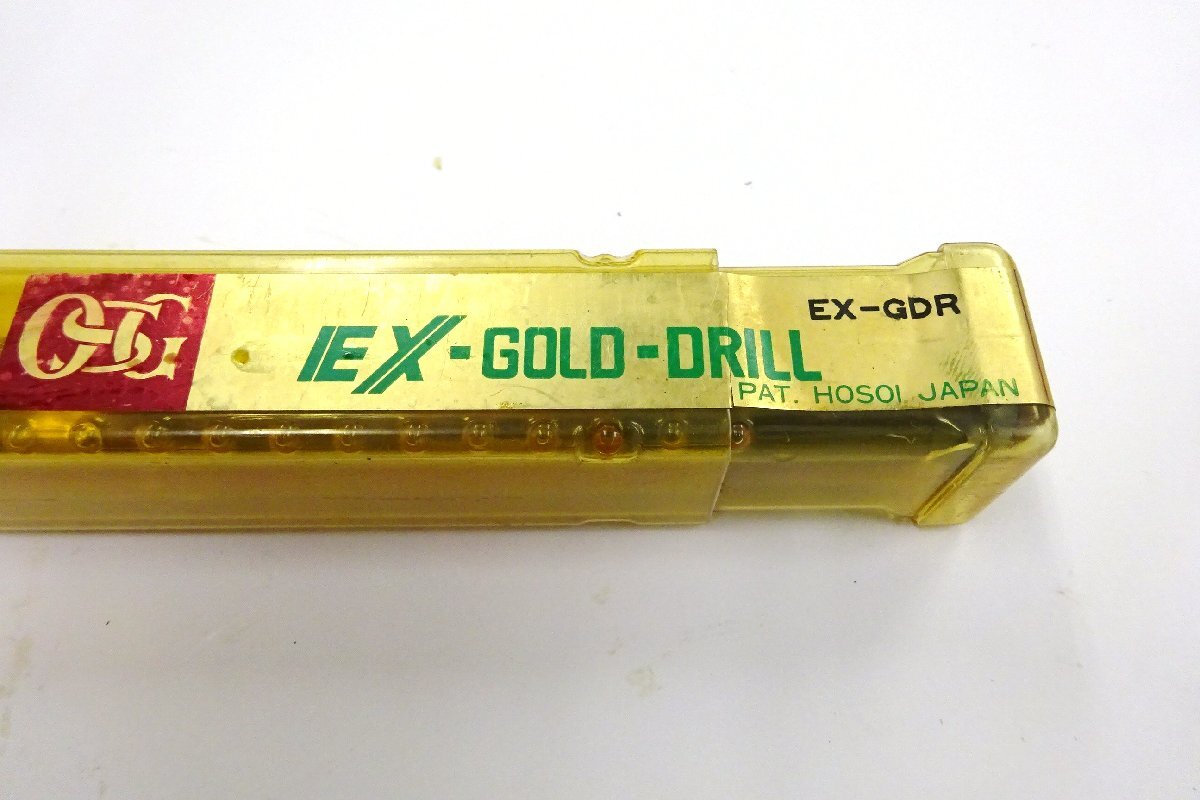 OSG
EX-GOLD-DRILL
EX-GDR
PAT. HOSOI JAPAN